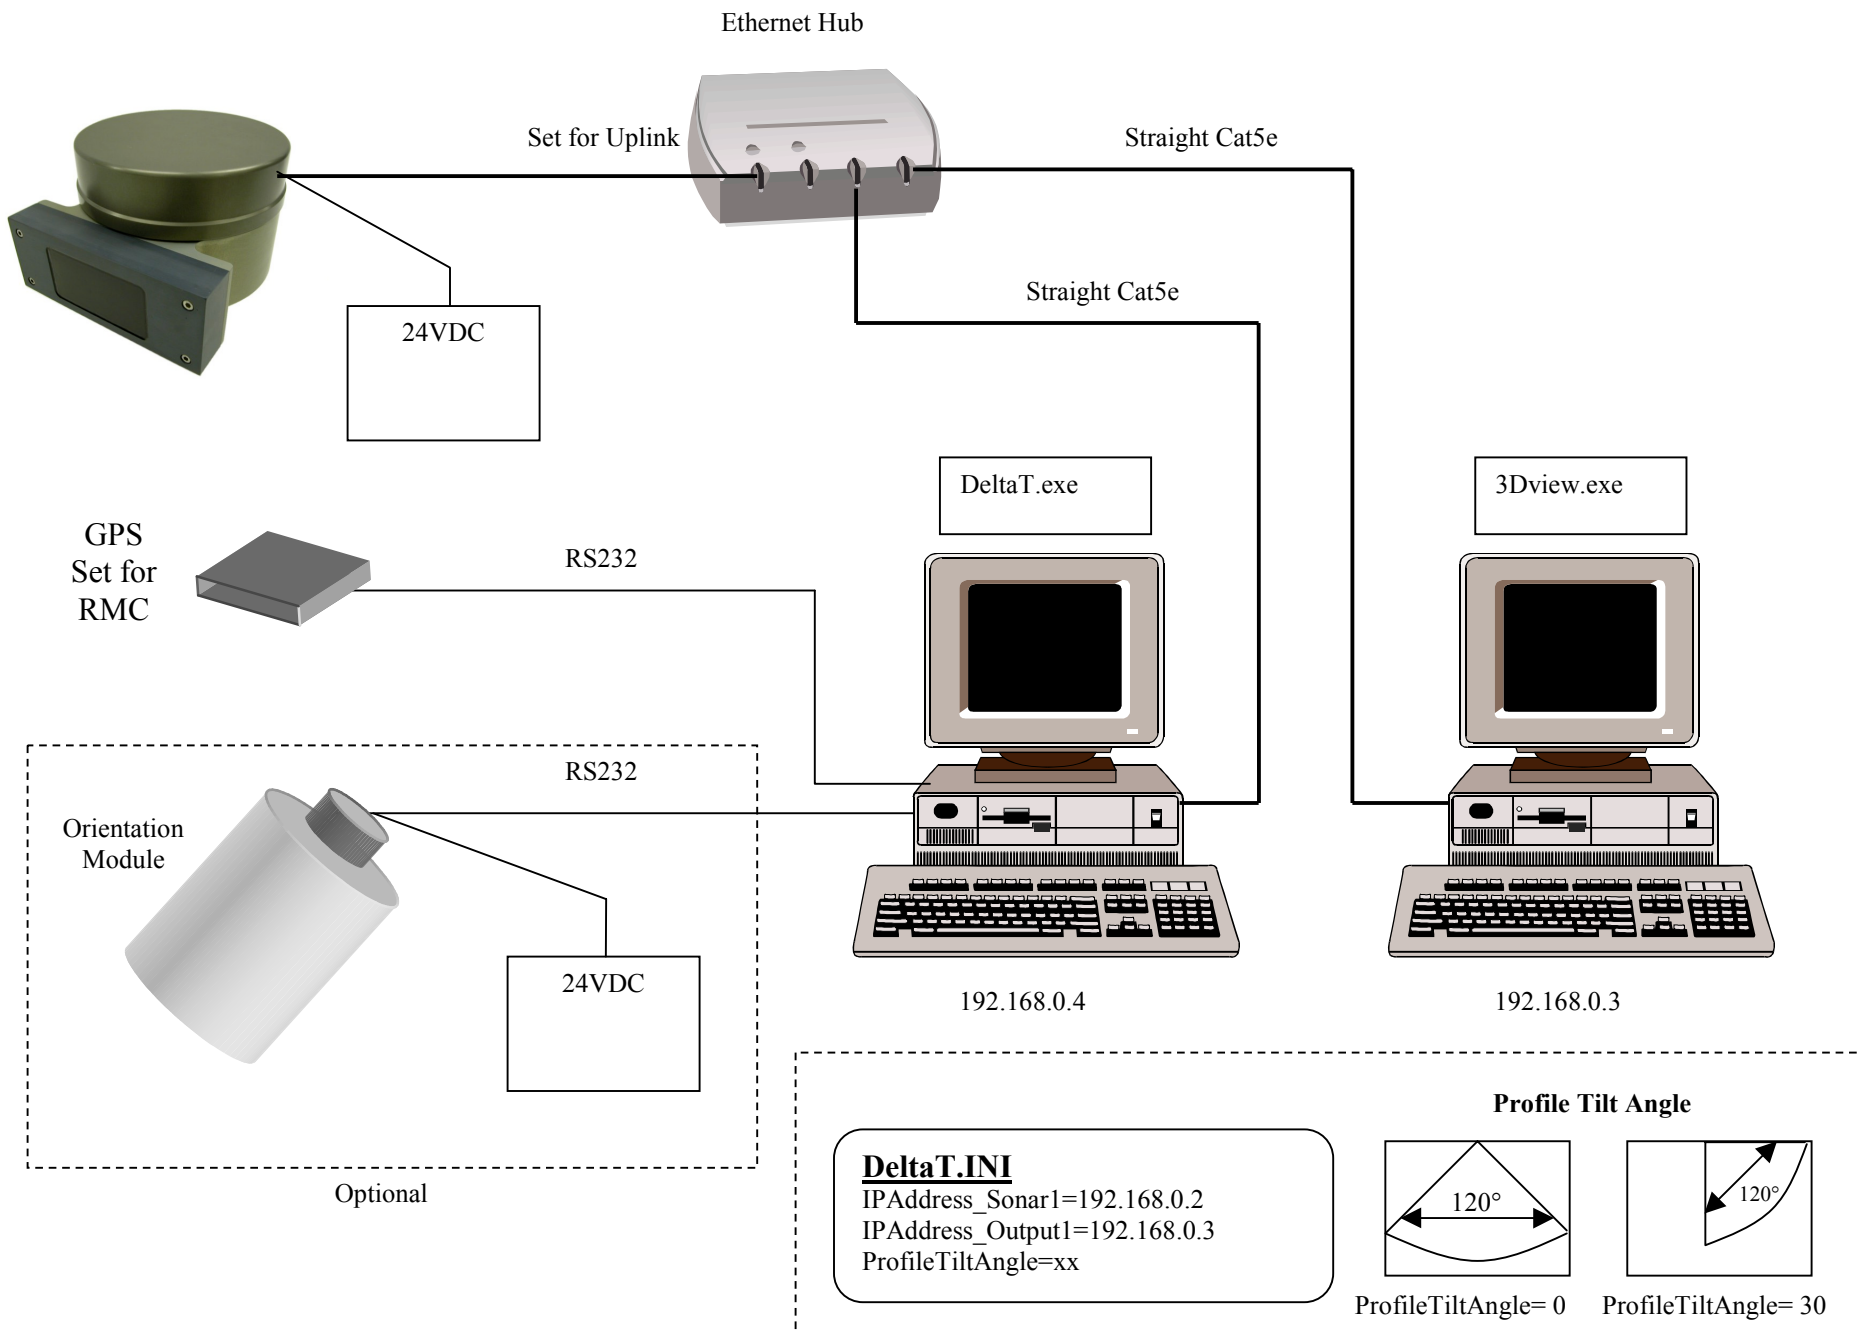 Ethernet Hub
Set for Uplink
Straight Cat5e
Straight Cat5e
24VDC
DeltaT.exe
3Dview.exe
GPS
Set for
RMC
RS232
RS232
Orientation
Module
24VDC
192.168.0.4
192.168.0.3
Optional
Profile Tilt Angle
DeltaT.INI
IPAddress_Sonar1=192.168.0.2
IPAddress_Output1=192.168.0.3
ProfileTiltAngle=xx
120°
120°
ProfileTiltAngle= 0
ProfileTiltAngle= 30